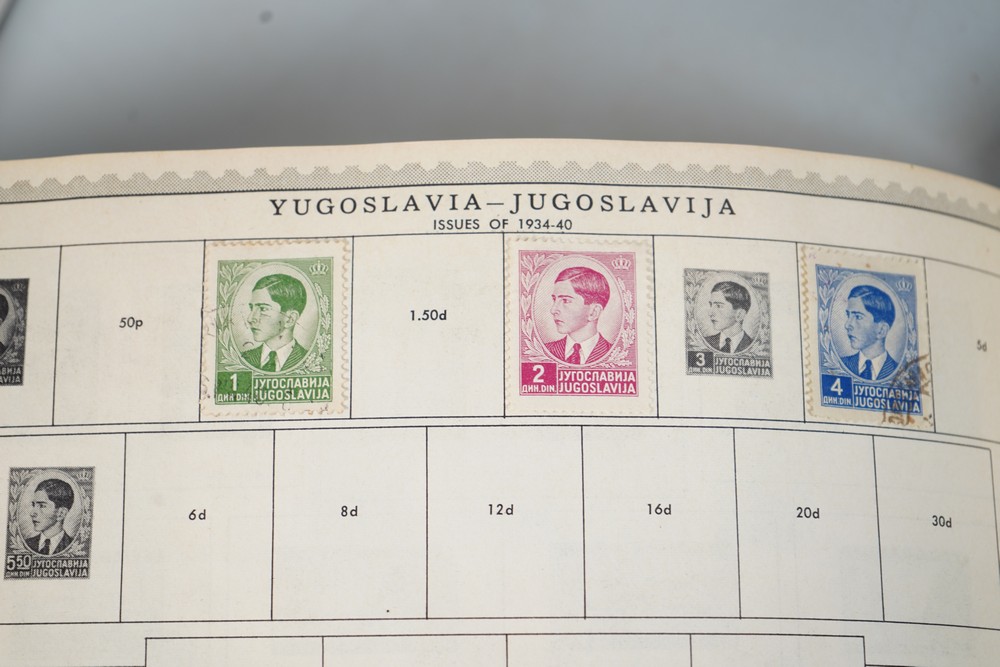 YUGOSLAVIA–JUGOSLAVIJA
ISSUES OF 1934-40
50p
1
ДИН. DIN.
ЈУГОСЛАВИЈА
JUGOSLAVIJA
1.50d
2
ДИН. DIN.
ЈУГОСЛАВИЈА
JUGOSLAVIJA
3
ДИН. DIN.
ЈУГОСЛАВИЈА
JUGOSLAVIJA
4
ДИН. DIN.
ЈУГОСЛАВИЈА
JUGOSLAVIJA
5d
5.50
ДИН. DIN.
ЈУГОСЛАВИЈА
JUGOSLAVIJA
6d
8d
12d
16d
20d
30d